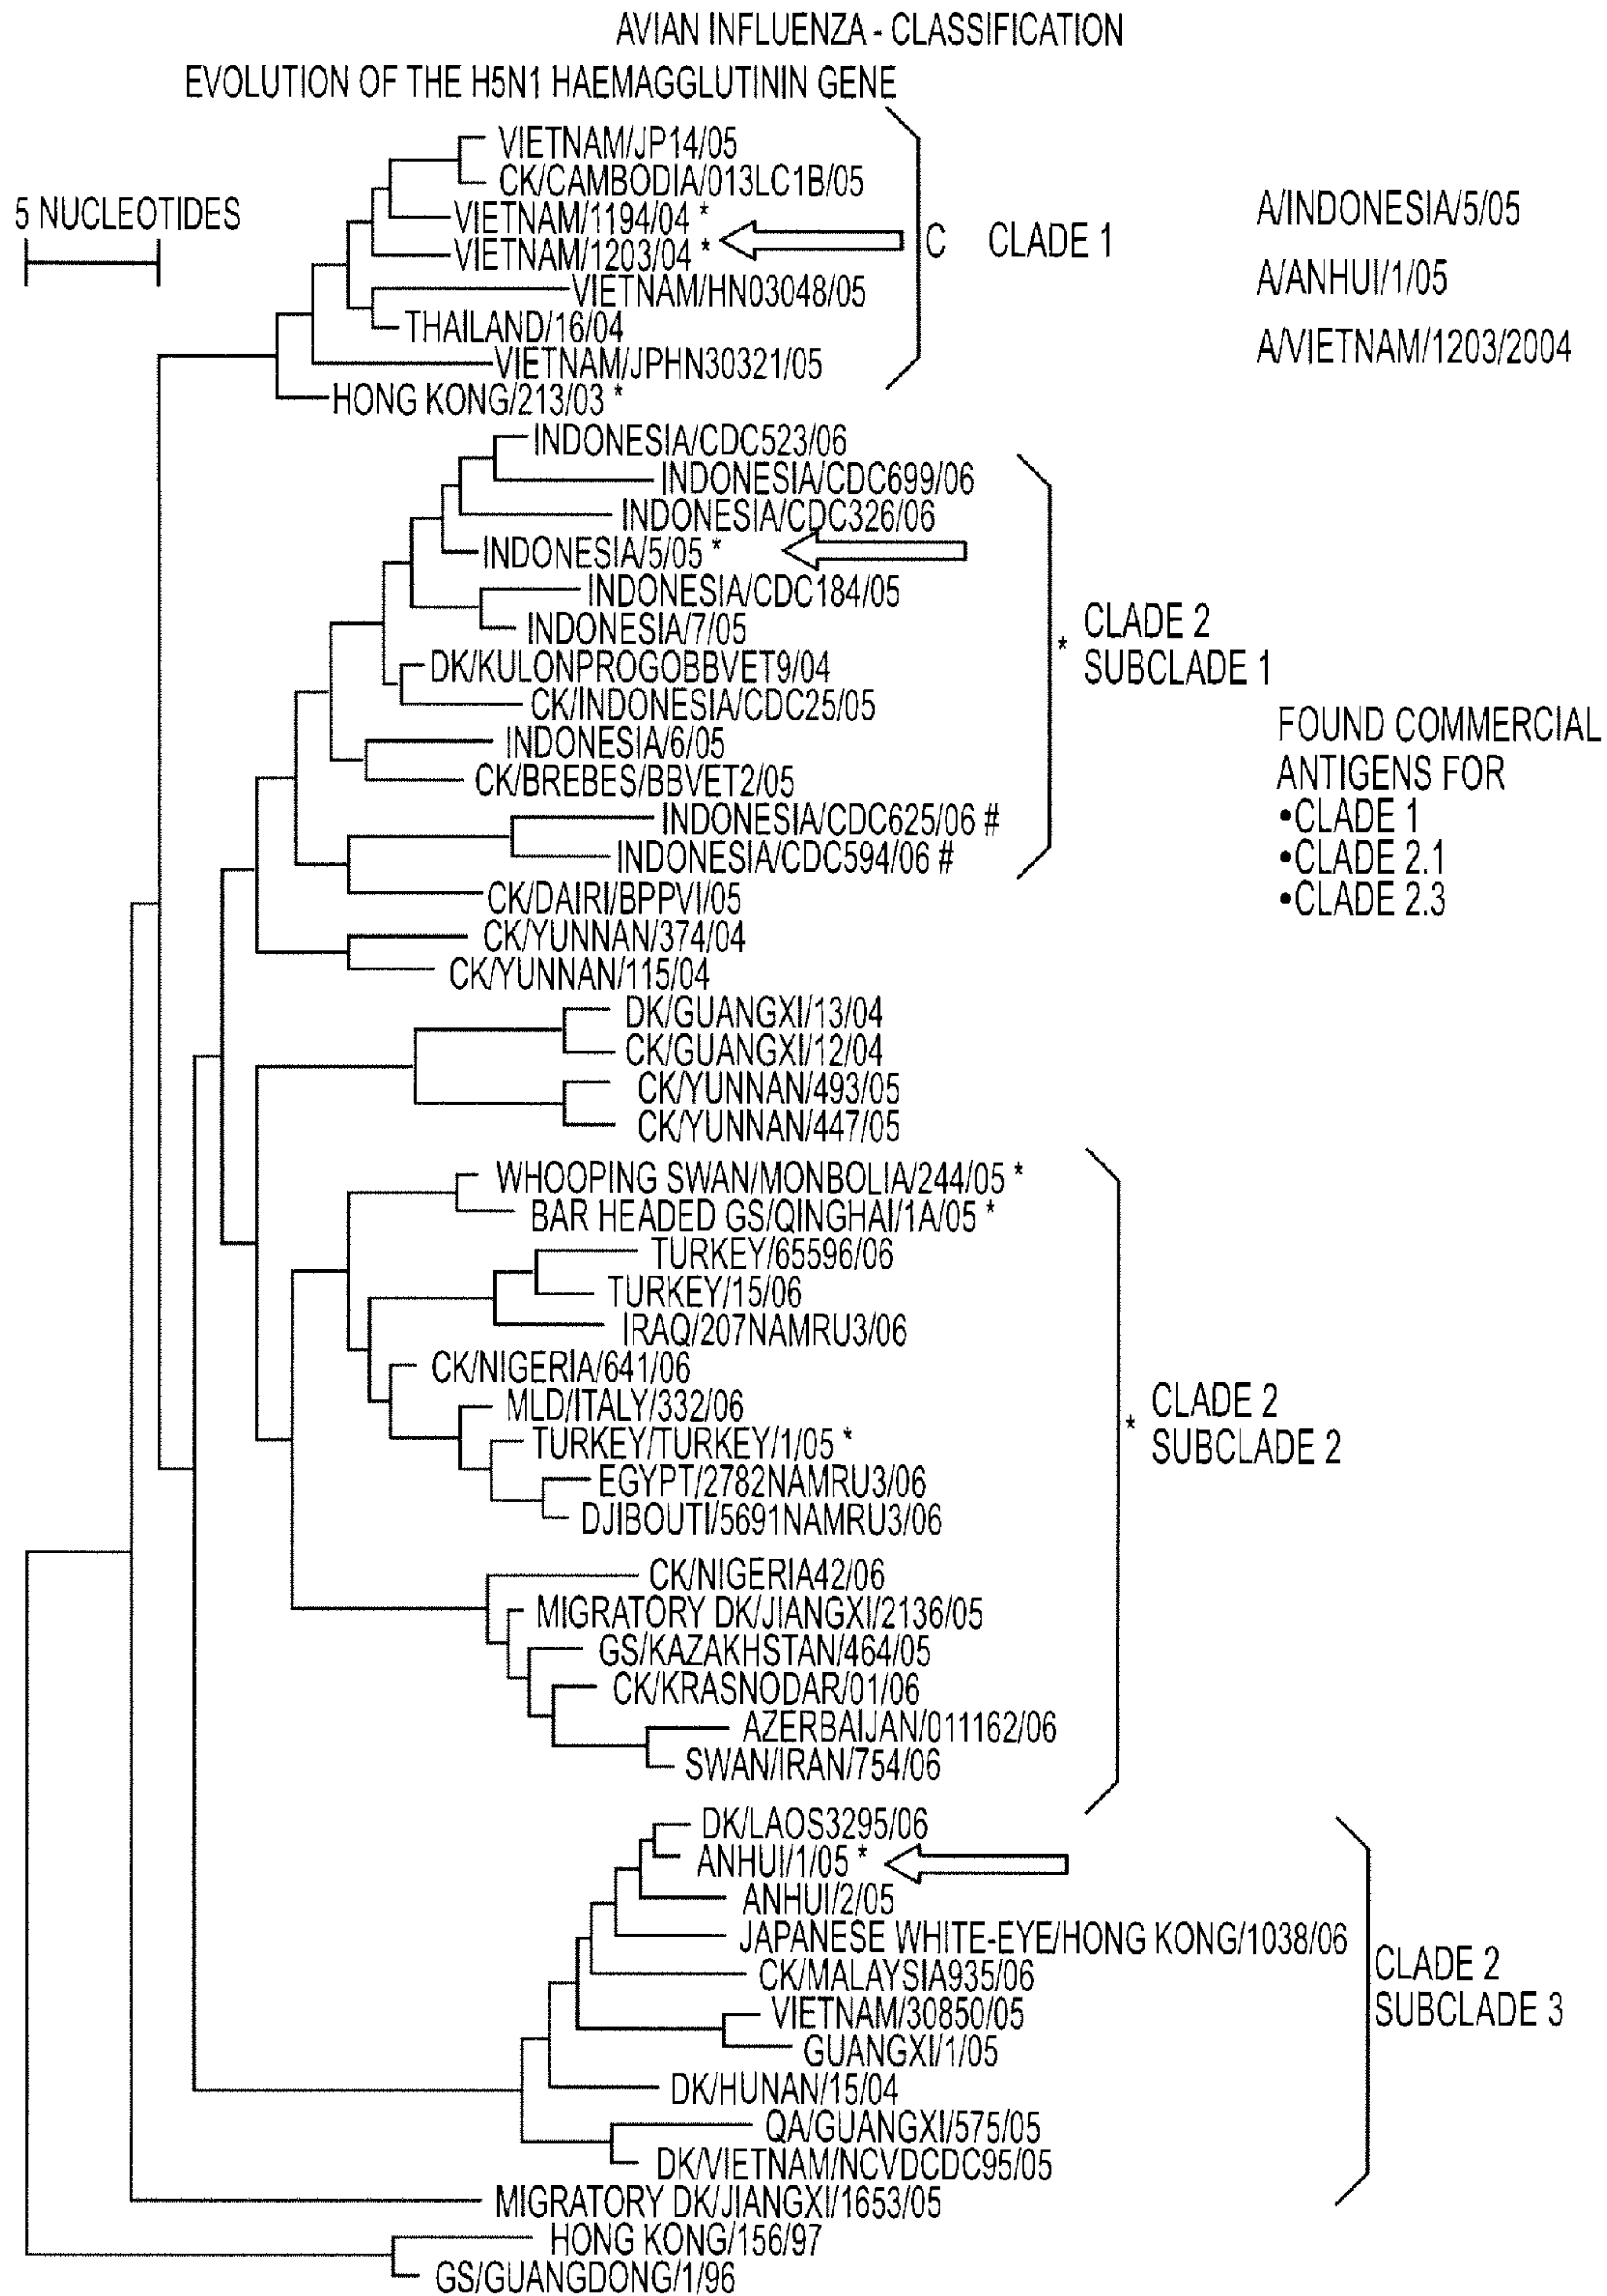 AVIAN INFLUENZA - CLASSIFICATION
EVOLUTION OF THE H5N1 HAEMAGGLUTININ GENE
5 NUCLEOTIDES
VIETNAM/JP14/05
CK/CAMBODIA/013LC1B/05
VIETNAM/1194/04 *
VIETNAM/1203/04 *
VIETNAM/HN03048/05
THAILAND/16/04
VIETNAM/JPHN30321/05
HONG KONG/213/03 *
C CLADE 1
A/INDONESIA/5/05
A/ANHUI/1/05
A/VIETNAM/1203/2004
INDONESIA/CDC523/06
INDONESIA/CDC699/06
INDONESIA/CDC326/06
INDONESIA/5/05 *
INDONESIA/CDC184/05
INDONESIA/7/05
DK/KULONPROGOBBVET9/04
CK/INDONESIA/CDC25/05
INDONESIA/6/05
CK/BREBES/BBVET2/05
INDONESIA/CDC625/06 #
INDONESIA/CDC594/06 #
CK/DAIRI/BPPVI/05
CK/YUNNAN/374/04
CK/YUNNAN/115/04
* CLADE 2
SUBCLADE 1
FOUND COMMERCIAL
ANTIGENS FOR
•CLADE 1
•CLADE 2.1
•CLADE 2.3
DK/GUANGXI/13/04
CK/GUANGXI/12/04
CK/YUNNAN/493/05
CK/YUNNAN/447/05
WHOOPING SWAN/MONBOLIA/244/05 *
BAR HEADED GS/QINGHAI/1A/05 *
TURKEY/65596/06
TURKEY/15/06
IRAQ/207NAMRU3/06
CK/NIGERIA/641/06
MLD/ITALY/332/06
TURKEY/TURKEY/1/05 *
EGYPT/2782NAMRU3/06
DJIBOUTI/5691NAMRU3/06
CK/NIGERIA42/06
MIGRATORY DK/JIANGXI/2136/05
GS/KAZAKHSTAN/464/05
CK/KRASNODAR/01/06
AZERBAIJAN/011162/06
SWAN/IRAN/754/06
* CLADE 2
SUBCLADE 2
DK/LAOS3295/06
ANHUI/1/05 *
ANHUI/2/05
JAPANESE WHITE-EYE/HONG KONG/1038/06
CK/MALAYSIA935/06
VIETNAM/30850/05
GUANGXI/1/05
DK/HUNAN/15/04
QA/GUANGXI/575/05
DK/VIETNAM/NCVDCDC95/05
CLADE 2
SUBCLADE 3
MIGRATORY DK/JIANGXI/1653/05
HONG KONG/156/97
GS/GUANGDONG/1/96